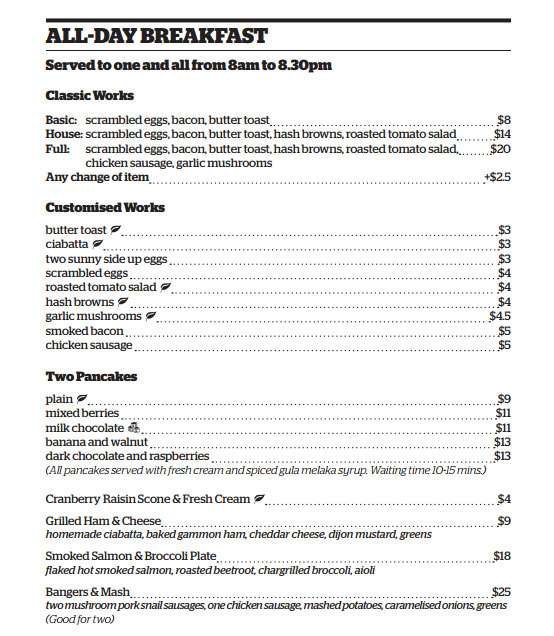 ALL-DAY BREAKFAST
Served to one and all from 8am to 8.30pm
Classic Works
Basic: scrambled eggs, bacon, butter toast $8
House: scrambled eggs, bacon, butter toast, hash browns, roasted tomato salad $14
Full: scrambled eggs, bacon, butter toast, hash browns, roasted tomato salad, $20
chicken sausage, garlic mushrooms
Any change of item +$2.5
Customised Works
butter toast $3
ciabatta $3
two sunny side up eggs $3
scrambled eggs $4
roasted tomato salad $4
hash browns $4
garlic mushrooms $4.5
smoked bacon $5
chicken sausage $5
Two Pancakes
plain $9
mixed berries $11
milk chocolate $11
banana and walnut $13
dark chocolate and raspberries $13
(All pancakes served with fresh cream and spiced gula melaka syrup. Waiting time 10-15 mins.)
Cranberry Raisin Scone & Fresh Cream $4
Grilled Ham & Cheese $9
homemade ciabatta, baked gammon ham, cheddar cheese, dijon mustard, greens
Smoked Salmon & Broccoli Plate $18
flaked hot smoked salmon, roasted beetroot, chargrilled broccoli, aioli
Bangers & Mash $25
two mushroom pork snail sausages, one chicken sausage, mashed potatoes, caramelised onions, greens
(Good for two)